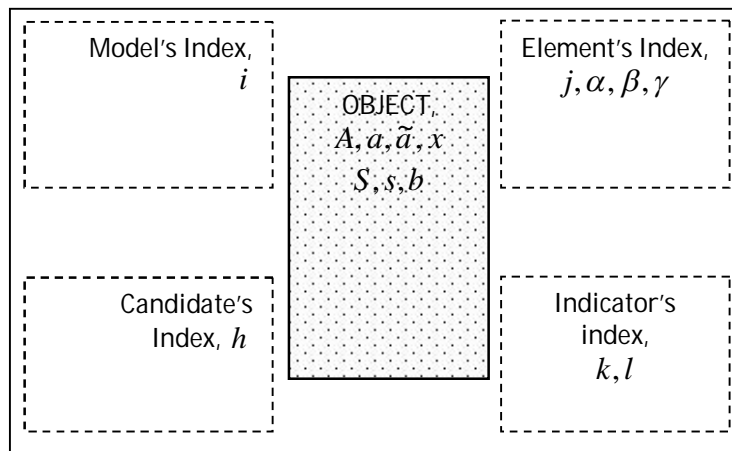 Model's Index,
i
Element's Index,
j, α, β, γ
OBJECT,
A, a, ã, x
S, s, b
Candidate's
Index, h
Indicator's
index,
k, l